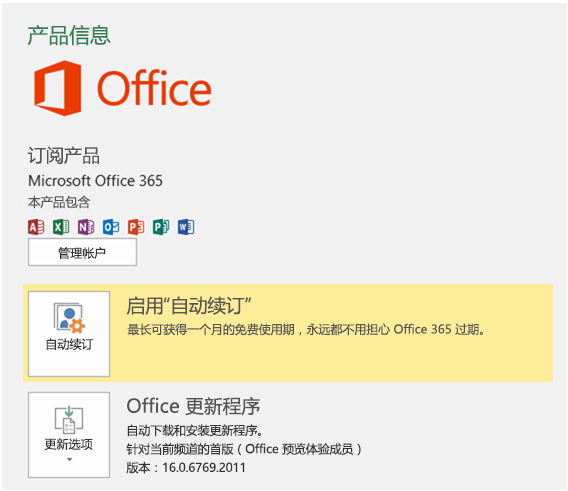 产品信息
Office
订阅产品
Microsoft Office 365
本产品包含
管理帐户
启用“自动续订”
最长可获得一个月的免费使用期，永远都不用担心 Office 365 过期。
自动续订
Office 更新程序
自动下载和安装更新程序。
针对当前频道的首版（Office 预览体验成员）
版本：16.0.6769.2011
更新选项